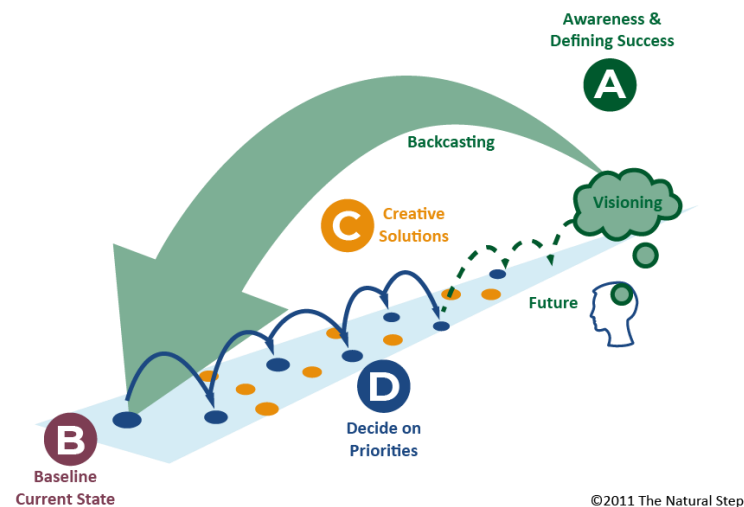 Awareness &
Defining Success
A
Backcasting
Visioning
C
Creative
Solutions
Future
D
Decide on
Priorities
B
Baseline
Current State
©2011 The Natural Step